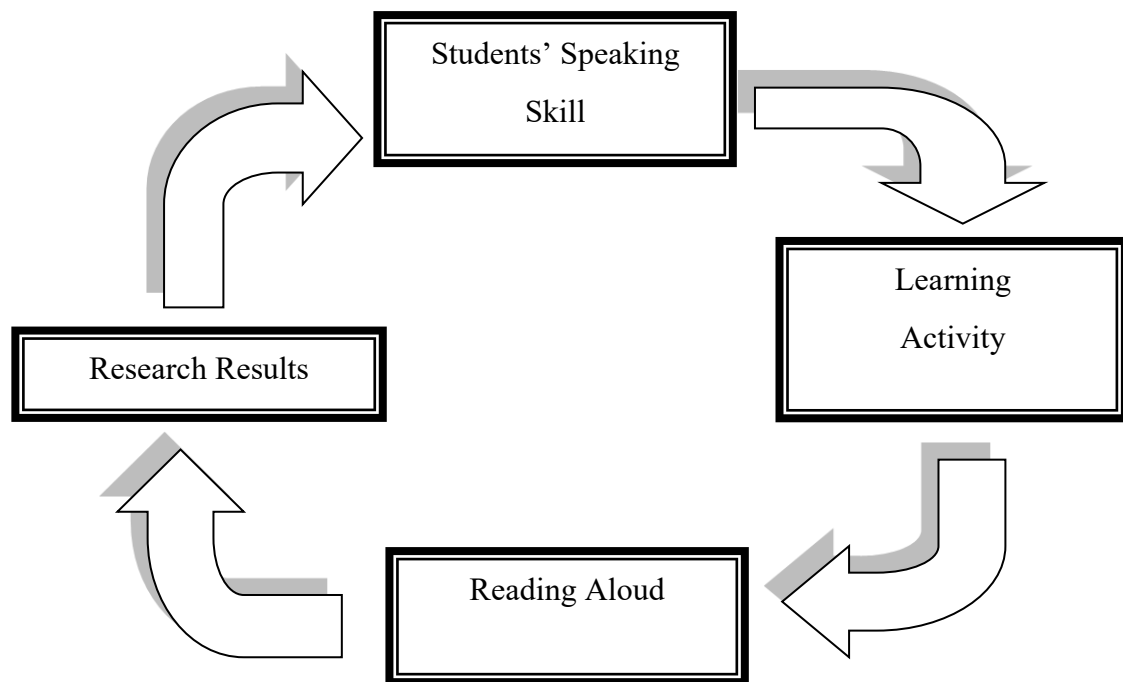 Students’ Speaking
Skill
Learning
Activity
Research Results
Reading Aloud